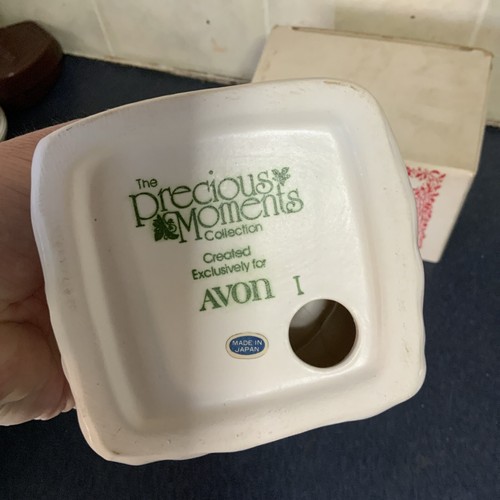 The
Precious
Moments
Collection
Created
Exclusively for
AVON I
MADE IN
JAPAN